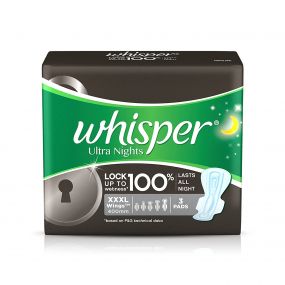 whisper
Ultra Nights
LOCK
UP TO
wetness*
100%
LASTS
ALL
NIGHT
XXXL
Wings™
400mm
3
PADS
*based on P&G technical data